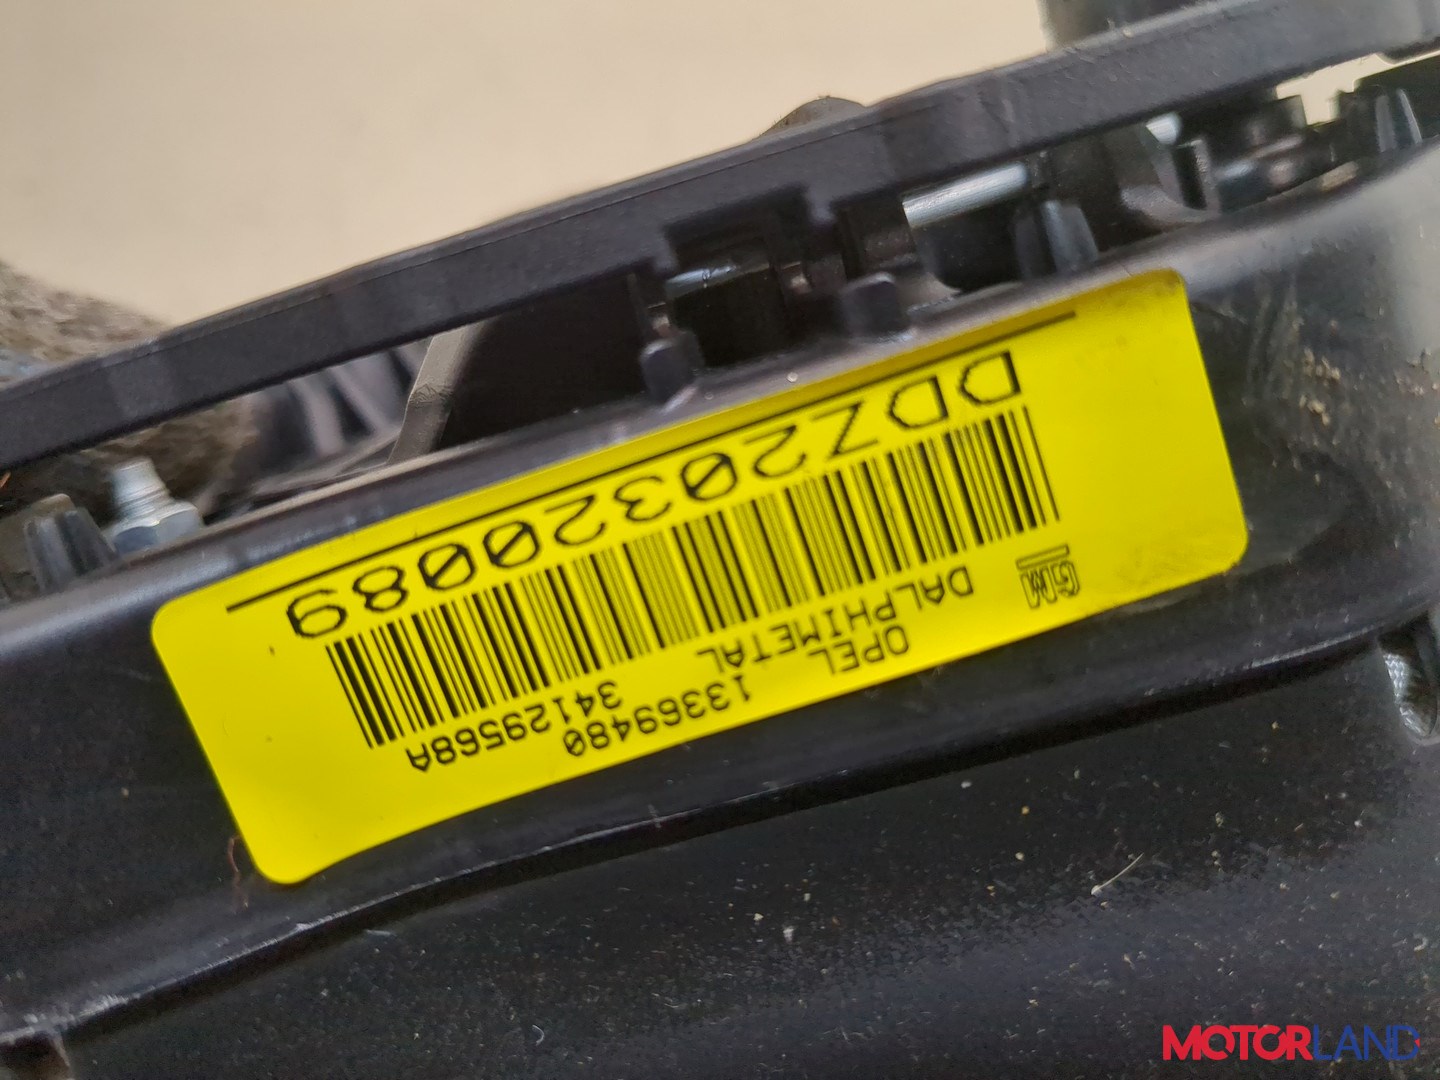 GM
OPEL 13369480
DALPHIMETAL 34129568A
DDZ20320089
MOTORLAND